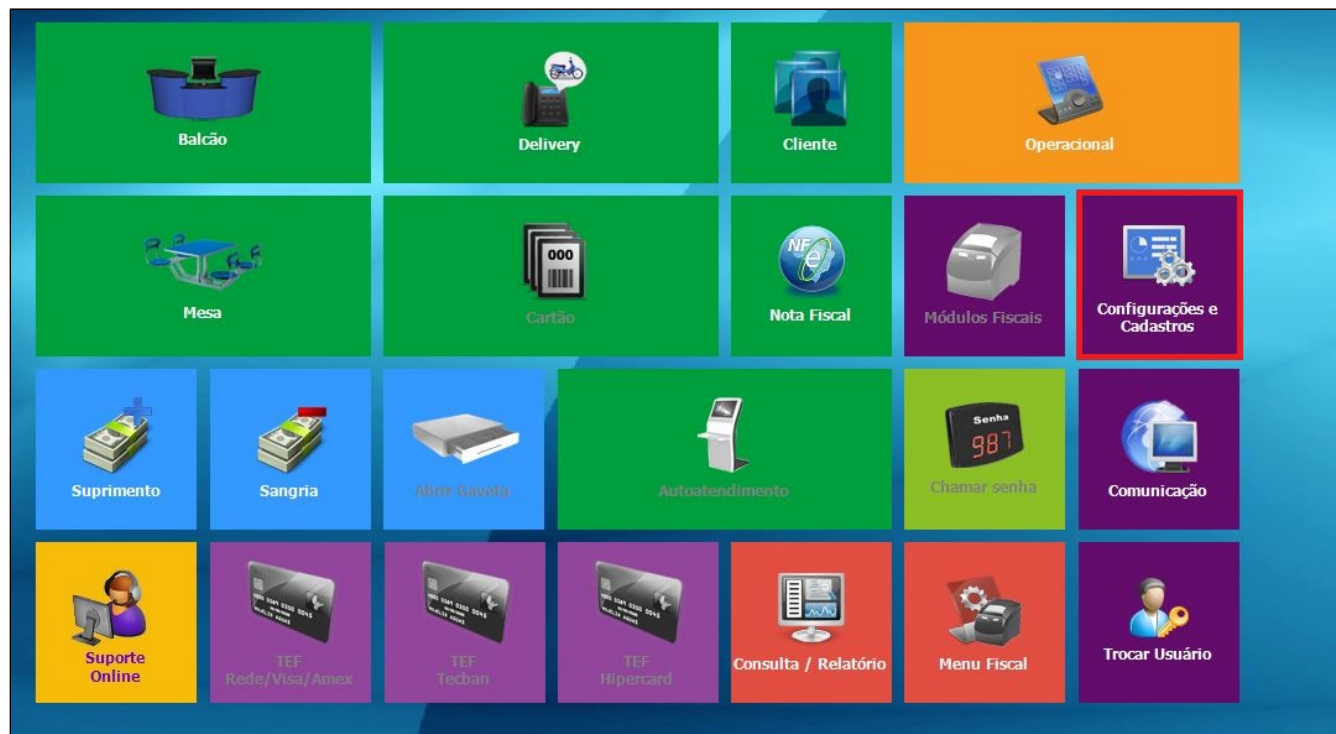 Balcão
Delivery
Cliente
Operacional
Mesa
000
Cartão
NF
e
Nota Fiscal
Módulos Fiscais
Configurações e
Cadastros
Suprimento
Sangria
Abrir Gaveta
Autoatendimento
Senha
987
Chamar senha
Comunicação
Suporte
Online
TEF
Rede/Visa/Amex
TEF
Tecban
TEF
Hipercard
Consulta / Relatório
Menu Fiscal
Trocar Usuário